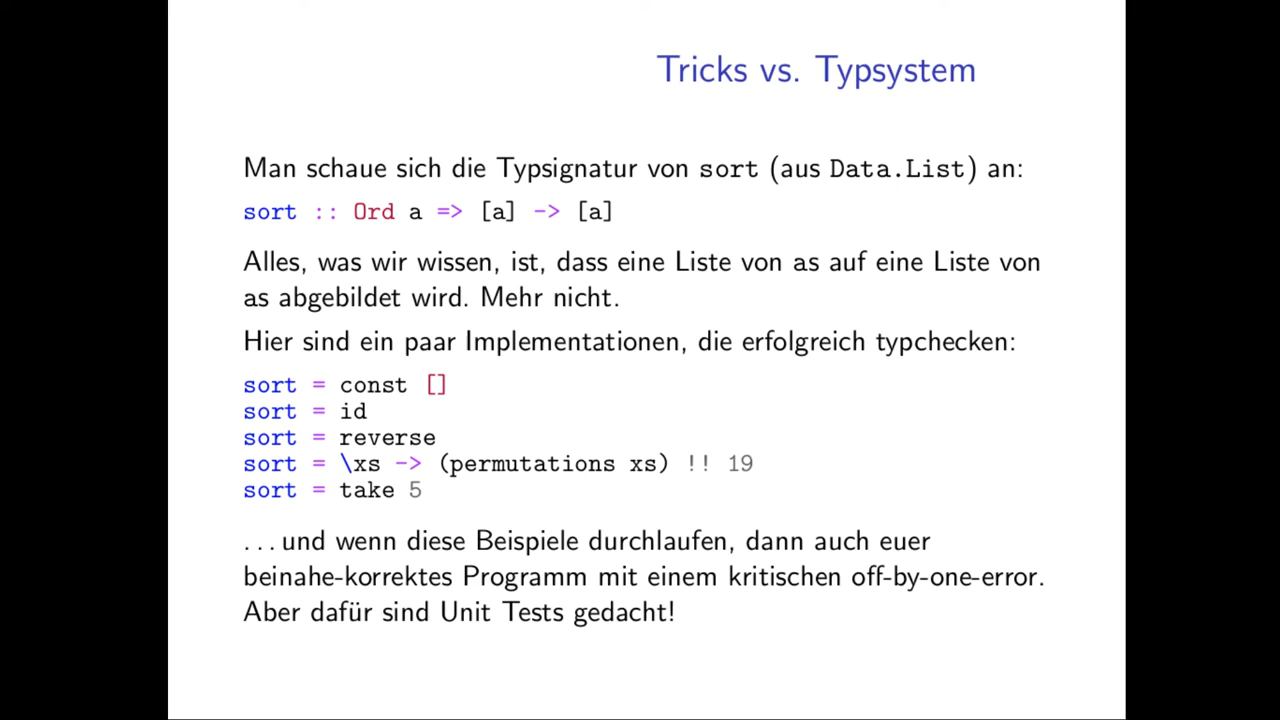 Tricks vs. Typsystem
Man schaue sich die Typsignatur von sort (aus Data.List) an:
sort :: Ord a => [a] -> [a]
Alles, was wir wissen, ist, dass eine Liste von as auf eine Liste von
as abgebildet wird. Mehr nicht.
Hier sind ein paar Implementationen, die erfolgreich typchecken:
sort = const []
sort = id
sort = reverse
sort = \xs -> (permutations xs) !! 19
sort = take 5
...und wenn diese Beispiele durchlaufen, dann auch euer
beinahe-korrektes Programm mit einem kritischen off-by-one-error.
Aber dafür sind Unit Tests gedacht!